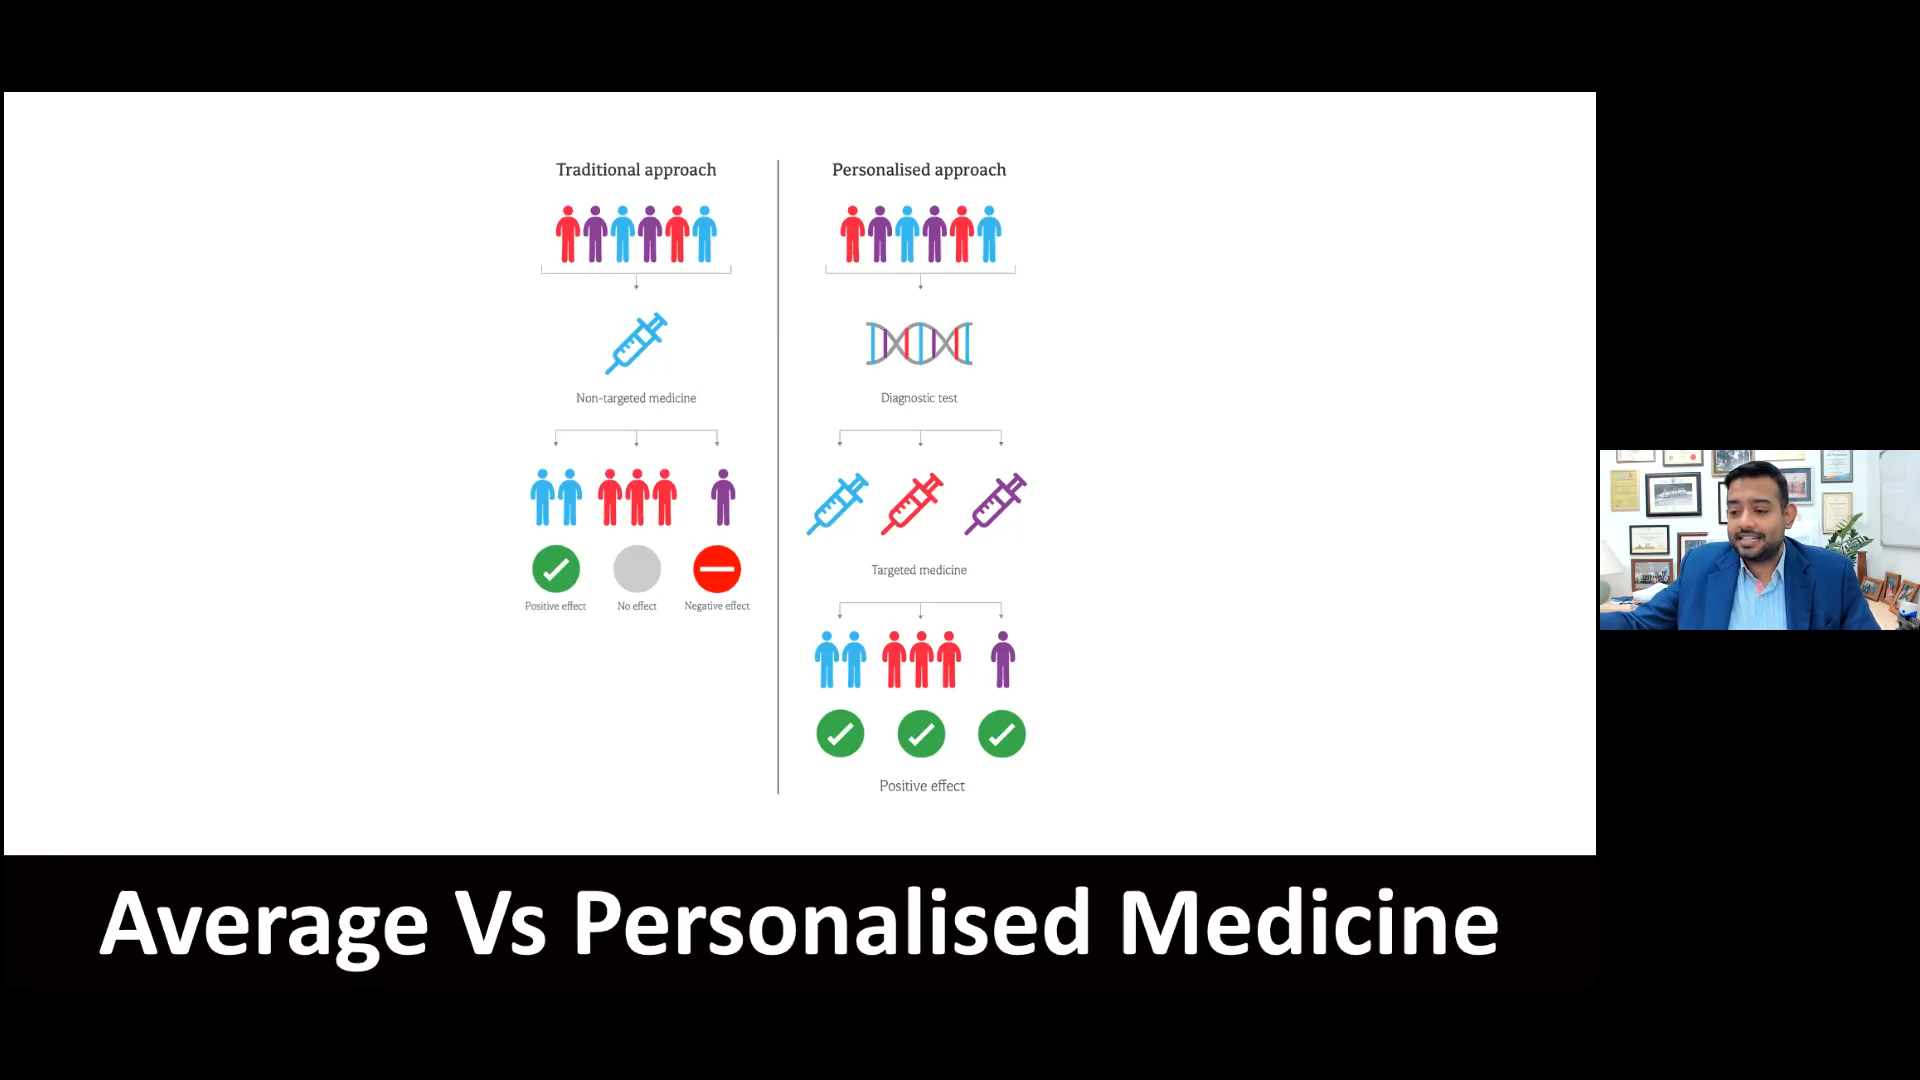 Traditional approach
Non-targeted medicine
Positive effect
No effect
Negative effect
Personalised approach
Diagnostic test
Targeted medicine
Positive effect
Average Vs Personalised Medicine